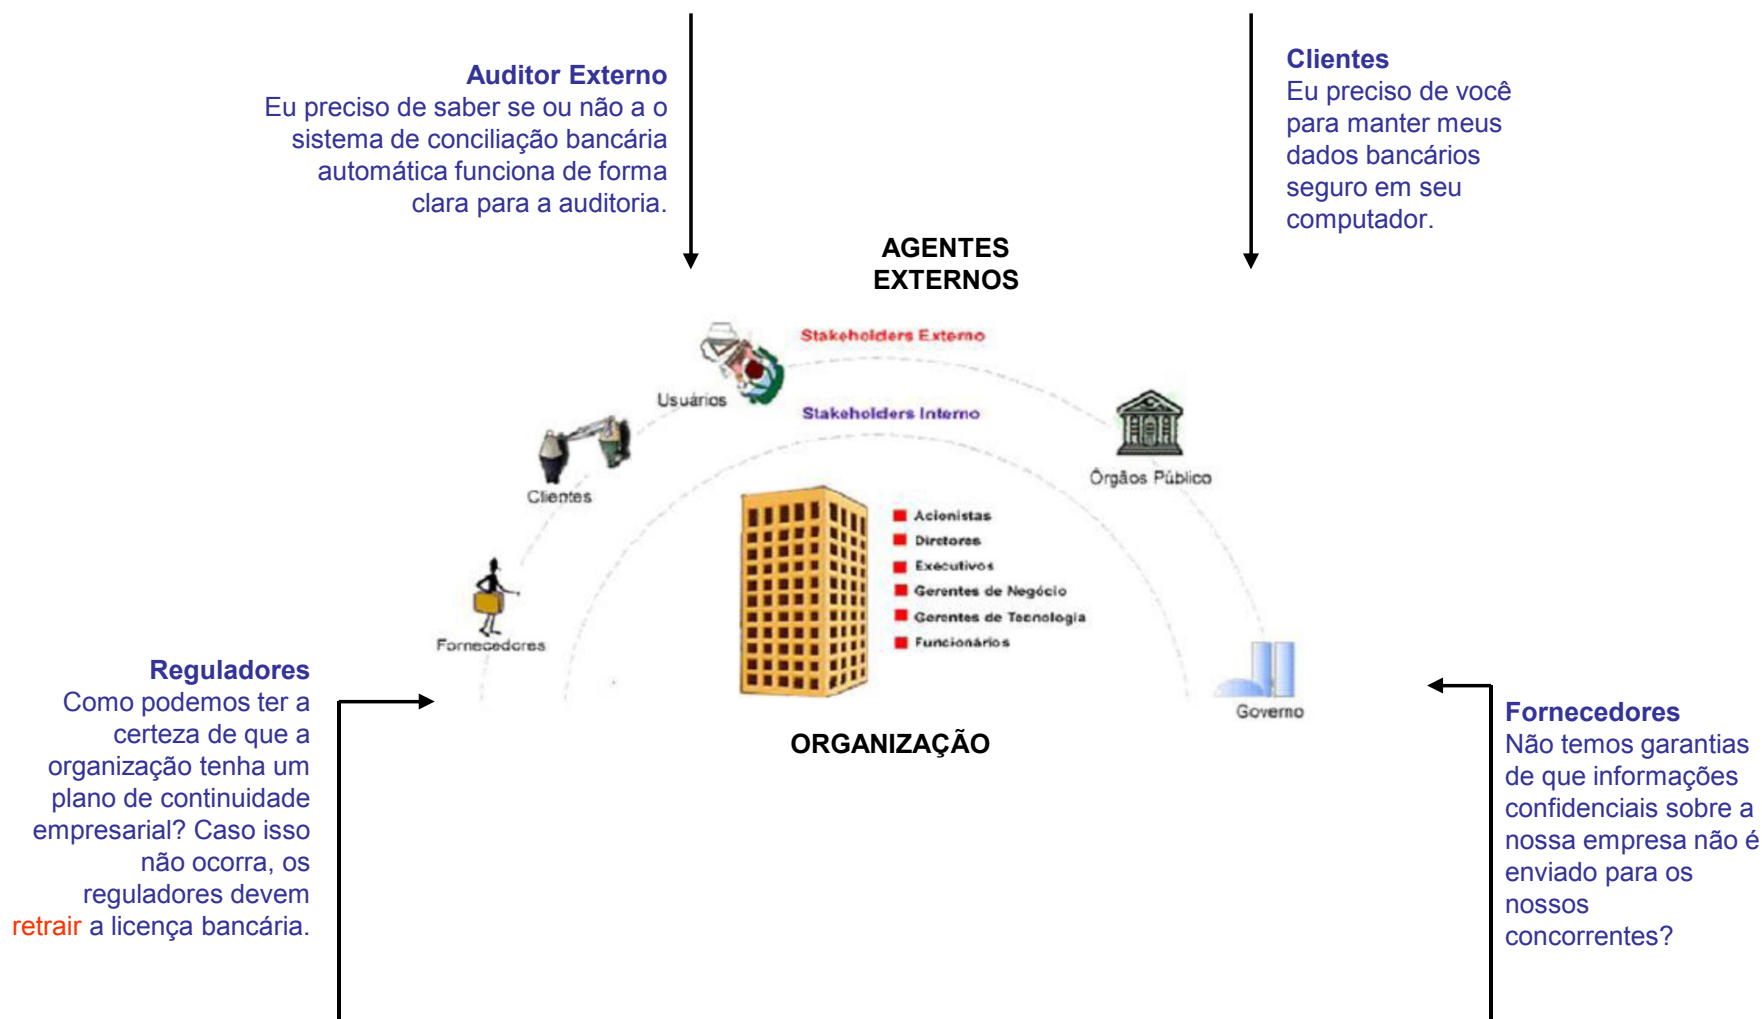 Auditor Externo
Eu preciso de saber se ou não a o
sistema de conciliação bancária
automática funciona de forma
clara para a auditoria.
Clientes
Eu preciso de você
para manter meus
dados bancários
seguro em seu
computador.
AGENTES
EXTERNOS
Stakeholders Externo
Usuários
Stakeholders Interno
Clientes
Órgãos Público
Acionistas
Diretores
Executivos
Gerentes de Negócio
Gerentes de Tecnologia
Funcionários
Fornecedores
Governo
ORGANIZAÇÃO
Reguladores
Como podemos ter a
certeza de que a
organização tenha um
plano de continuidade
empresarial? Caso isso
não ocorra, os
reguladores devem
retrair a licença bancária.
Fornecedores
Não temos garantias
de que informações
confidenciais sobre a
nossa empresa não é
enviado para os
nossos
concorrentes?